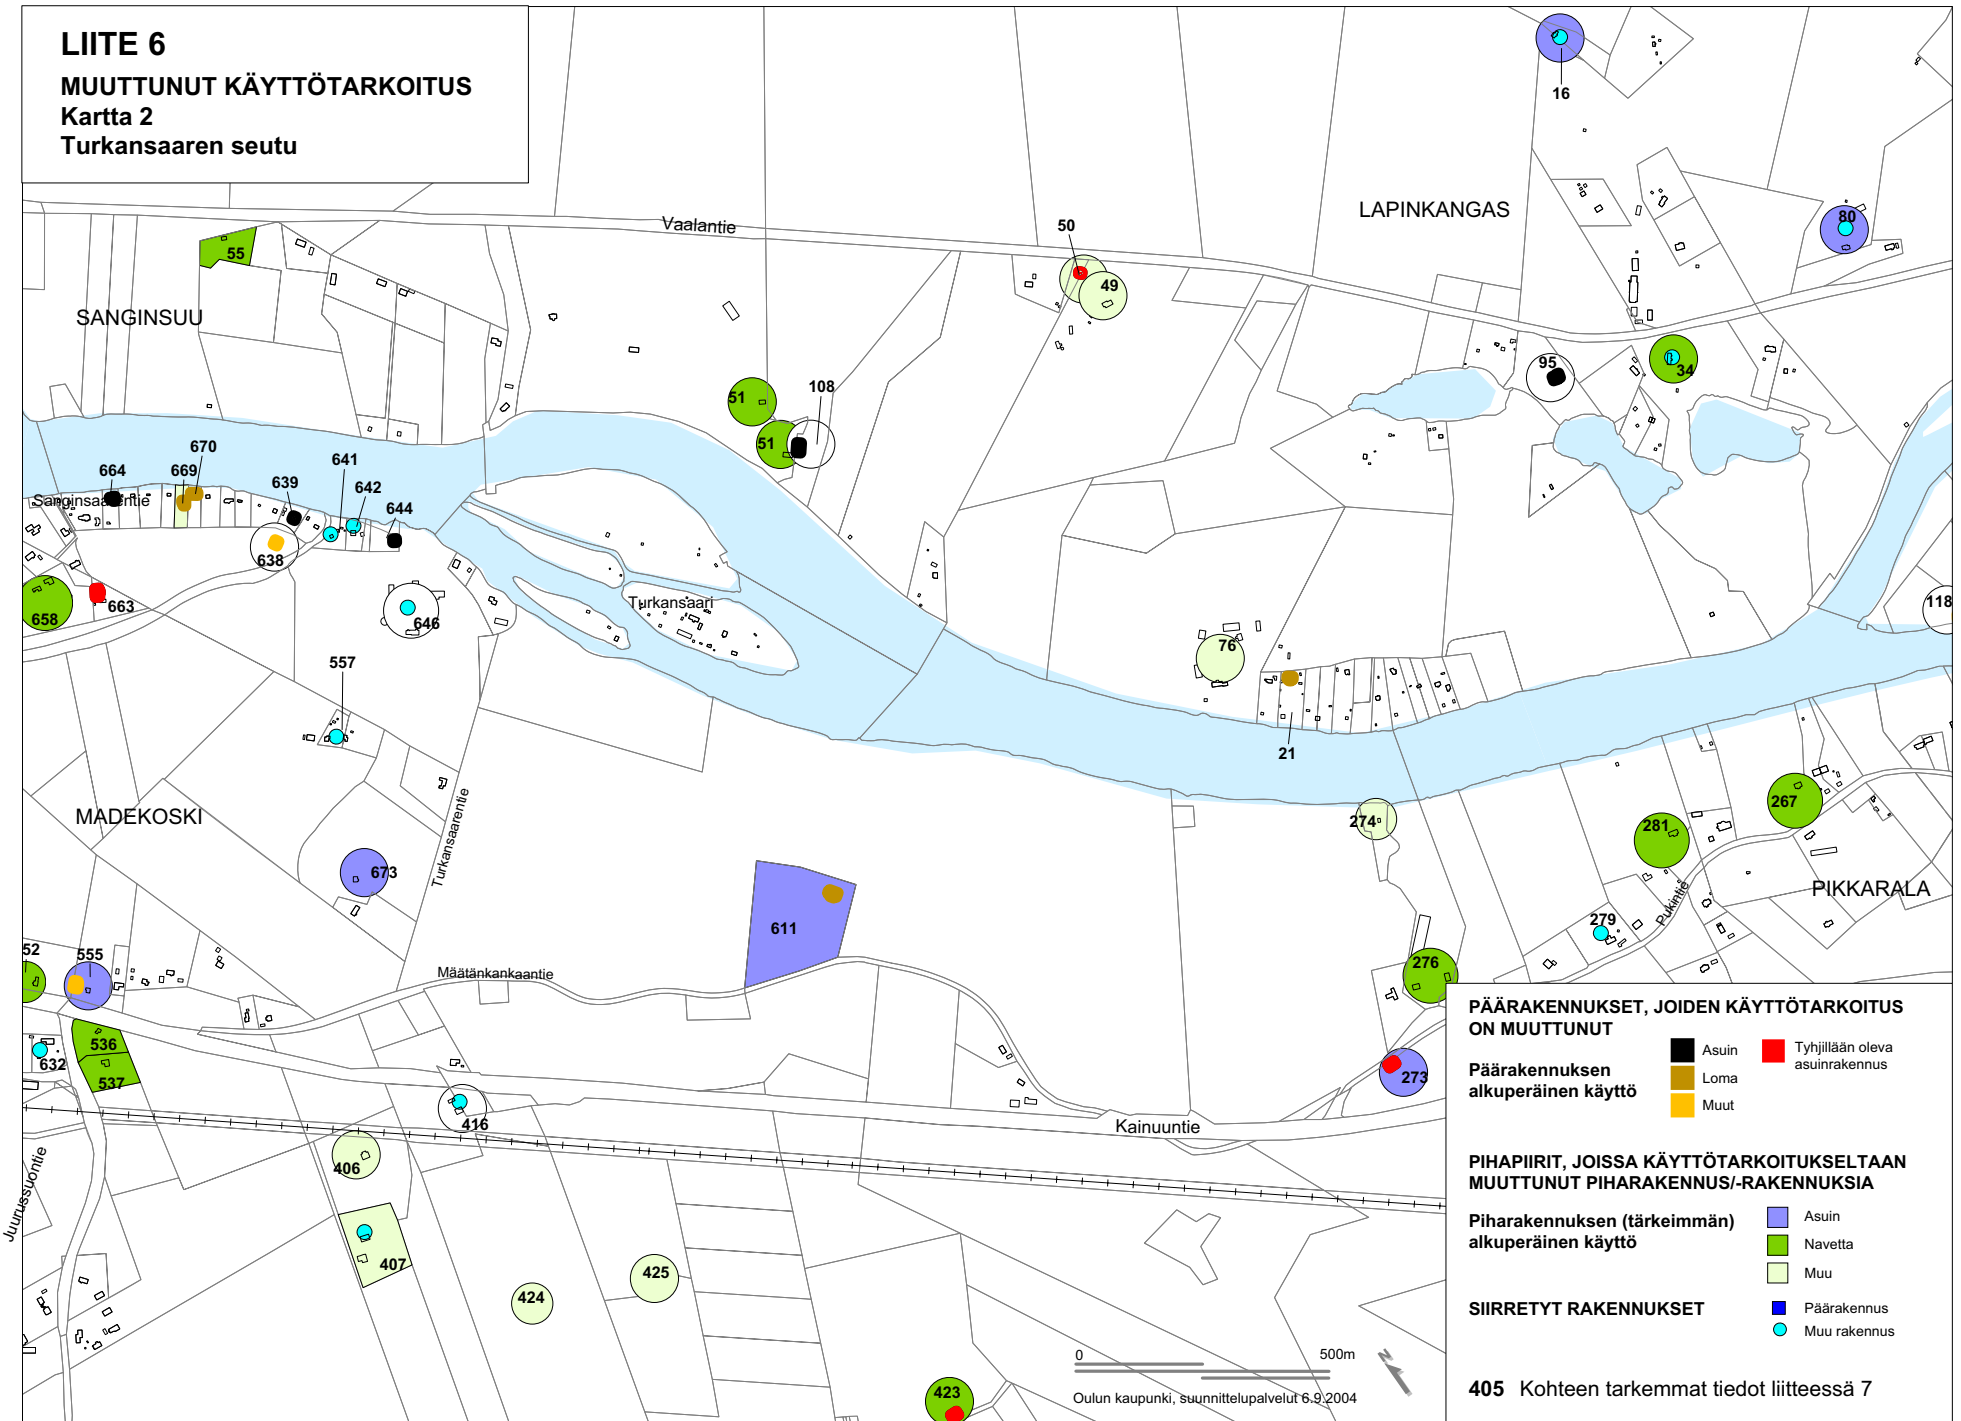 LIITE 6
MUUTTUNUT KÄYTTÖTARKOITUS
Kartta 2
Turkansaaren seutu
16
LAPINKANGAS
80
Vaalantie
50
49
55
SANGINSUU
95
34
51
108
51
670
664
669
639
641
642
644
Sanginsaarentie
638
658
663
646
Turkansaari
118
76
557
21
MADEKOSKI
Turkansaarentie
267
274
281
673
PIKKARALA
Pukintie
611
279
52
555
Määtänkankaantie
276
536
632
537
273
416
Kainuuntie
406
Juurussuontie
407
425
424
423
PÄÄRAKENNUKSET, JOIDEN KÄYTTÖTARKOITUS
ON MUUTTUNUT
Päärakennuksen
alkuperäinen käyttö
Asuin
Loma
Muut
Tyhjillään oleva
asuinrakennus
PIHAPIIRIT, JOISSA KÄYTTÖTARKOITUKSELTAAN
MUUTTUNUT PIHARAKENNUS/-RAKENNUKSIA
Piharakennuksen (tärkeimmän)
alkuperäinen käyttö
Asuin
Navetta
Muu
SIIRRETYT RAKENNUKSET
Päärakennus
Muu rakennus
405 Kohteen tarkemmat tiedot liitteessä 7
0 500m
N
Oulun kaupunki, suunnittelupalvelut 6.9.2004